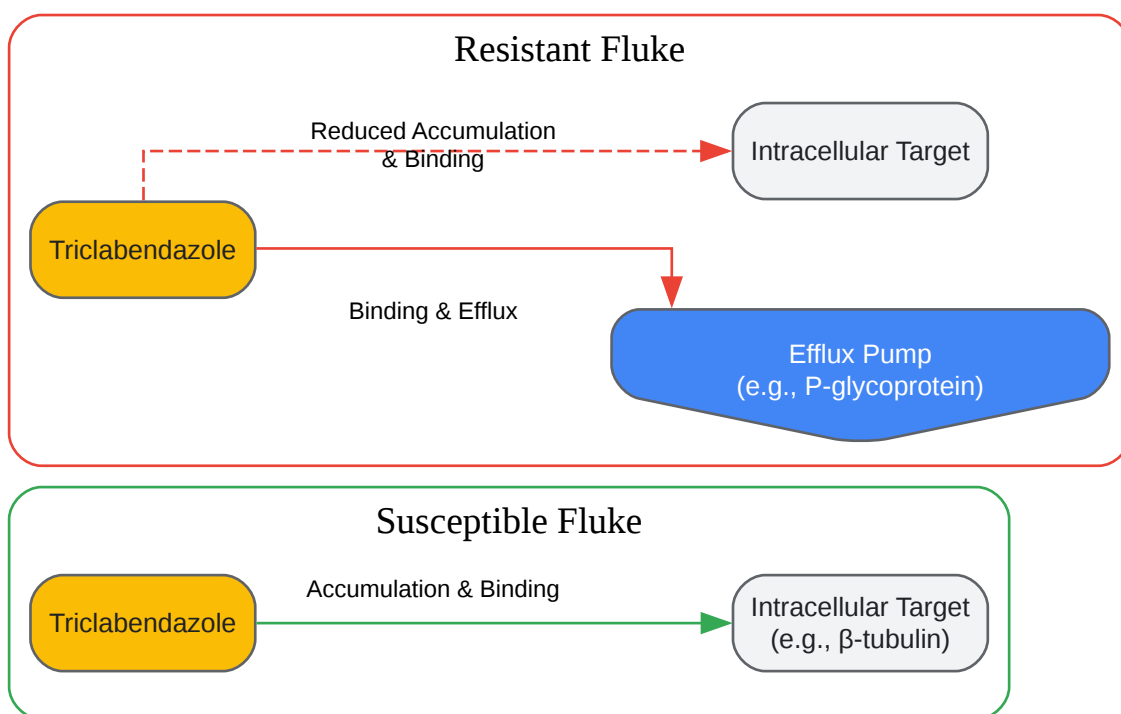 Resistant Fluke
Reduced Accumulation
& Binding
Intracellular Target
Triclabendazole
Binding & Efflux
Efflux Pump
(e.g., P-glycoprotein)
Susceptible Fluke
Triclabendazole
Accumulation & Binding
Intracellular Target
(e.g., β-tubulin)